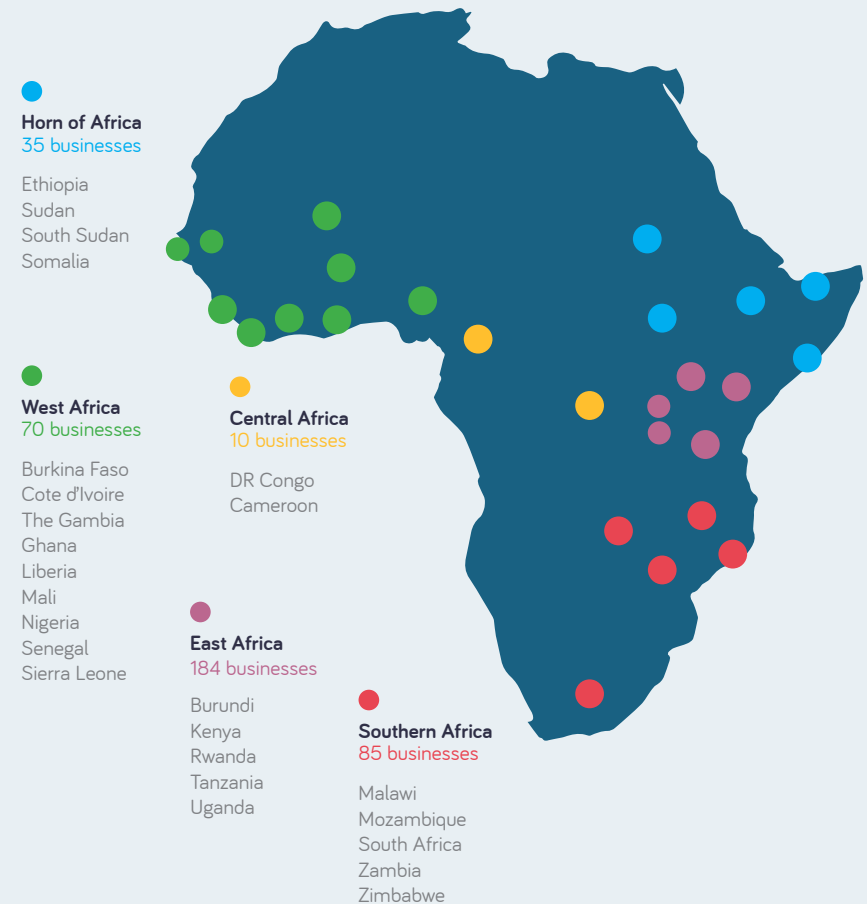 Horn of Africa
35 businesses
Ethiopia
Sudan
South Sudan
Somalia
West Africa
70 businesses
Burkina Faso
Cote d'Ivoire
The Gambia
Ghana
Liberia
Mali
Nigeria
Senegal
Sierra Leone
Central Africa
10 businesses
DR Congo
Cameroon
East Africa
184 businesses
Burundi
Kenya
Rwanda
Tanzania
Uganda
Southern Africa
85 businesses
Malawi
Mozambique
South Africa
Zambia
Zimbabwe